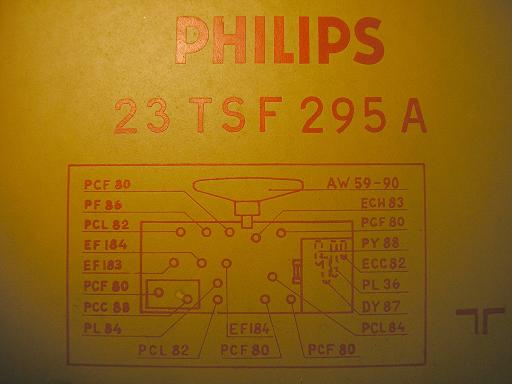 PHILIPS
23 TSF 295 A
PCF 80
AW 59-90
PF 86
ECH 83
PCL 82
PCF 80
EF 184
PY 88
EF 183
ECC 82
PCF 80
PL 36
PCC 88
DY 87
PL 84
EF 184
PCL 84
PCL 82
PCF 80
PCF 80